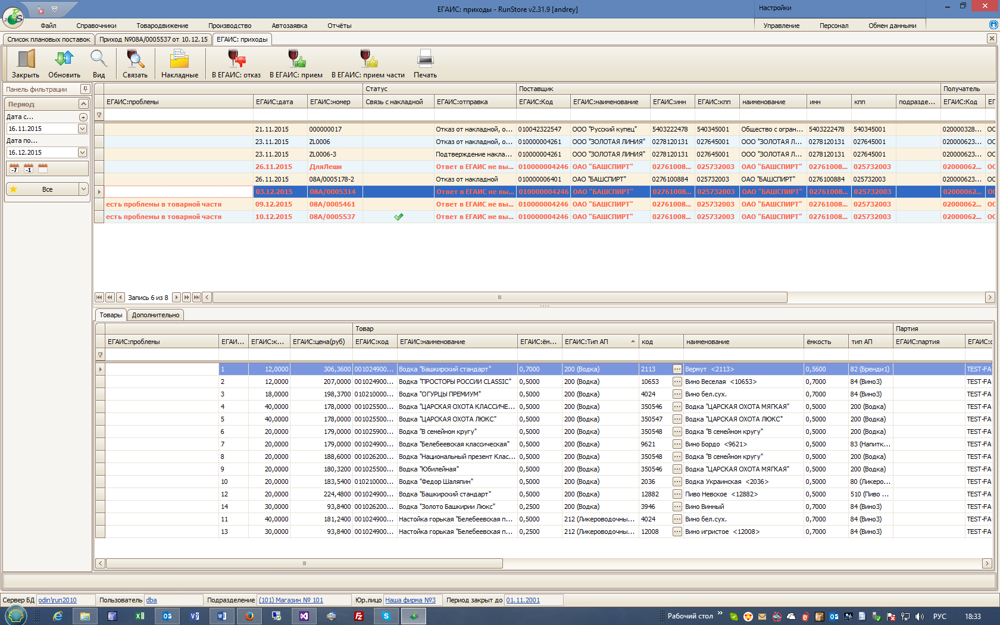 ЕГАИС: приходы - RunStore v2.31.9 [andrey]
Настройки
Файл Справочники Товародвижение Производство Автозаявка Отчёты Управление Персонал Обмен данными
Список плановых поставок Приход №08А/0005537 от 10.12.15 ЕГАИС: приходы
Закрыть Обновить Вид Связать Накладные В ЕГАИС: отказ В ЕГАИС: прием В ЕГАИС: прием части Печать
Панель фильтрации
Период
Дата с...
16.11.2015
Дата по...
16.12.2015
-7 -1
Все
Статус Поставщик Получатель
ЕГАИС:проблемы ЕГАИС:дата ЕГАИС:номер Связь с накладной ЕГАИС:отправка ЕГАИС:Код ЕГАИС:наименование ЕГАИС:инн ЕГАИС:кпп наименование инн кпп подразде... ЕГАИС:Код ЕГ
21.11.2015 000000017 Отказ от накладной, о... 010042322547 ООО "Русский купец" 5403222478 540345001 Общество с огран... 5403222478 540345001 020000328... ОС
23.11.2015 ZL0006 Отказ от накладной, о... 010000004261 ООО "ЗОЛОТАЯ ЛИНИЯ" 0278120131 027645001 ООО "ЗОЛОТАЯ Л... 0278120131 027645001 020000623... ОС
23.11.2015 ZL0006-3 Подтверждение накла... 010000004261 ООО "ЗОЛОТАЯ ЛИНИЯ" 0278120131 027645001 ООО "ЗОЛОТАЯ Л... 0278120131 027645001 020000623... ОС
26.11.2015 ДляЛеши Ответ в ЕГАИС не вы... 010000004246 ОАО "БАШСПИРТ" 02761008... 025732003 ОАО "БАШСПИРТ" 02761008... 025732003 02000062... ОС
26.11.2015 08А/0005178-2 Отказ от накладной 010000006401 ОАО "БАШСПИРТ" 0276100884 025732003 ОАО "БАШСПИРТ" 0276100884 025732003 020000623... ОС
03.12.2015 08А/0005314 Ответ в ЕГАИС не вы... 010000004246 ОАО "БАШСПИРТ" 02761008... 025732003 ОАО "БАШСПИРТ" 02761008... 025732003 02000062... ОС
есть проблемы в товарной части 09.12.2015 08А/0005461 Ответ в ЕГАИС не вы... 010000004246 ОАО "БАШСПИРТ" 02761008... 025732003 ОАО "БАШСПИРТ" 02761008... 025732003 02000062... ОС
есть проблемы в товарной части 10.12.2015 08А/0005537 Ответ в ЕГАИС не вы... 010000004246 ОАО "БАШСПИРТ" 02761008... 025732003 ОАО "БАШСПИРТ" 02761008... 025732003 02000062... ОС
Запись 6 из 8
Товары Дополнительно
Товар Партия
ЕГАИС:проблемы ЕГАИ... ЕГАИС:к... ЕГАИС:цена(руб) ЕГАИС:код ЕГАИС:наименование ЕГАИС:ём... ЕГАИС:Тип АП код наименование ёмкость тип АП ЕГАИС:партия ЕГАИС:с
1 12,0000 306,3600 001024900... Водка "Башкирский стандарт" 0,7000 200 (Водка) 2113 Вермут <2113> 0,5600 82 (Бренди1) TEST-FA
2 12,0000 207,0000 001024900... Водка "ПРОСТОРЫ РОССИИ CLASSIC" 0,5000 200 (Водка) 10653 Вино Веселая <10653> 0,7000 84 (Вино3) TEST-FA
3 18,0000 198,3700 010210000... Водка "ОГУРЦЫ ПРЕМИУМ" 0,5000 200 (Водка) 4024 Вино бел.сух. 0,7000 84 (Вино3) TEST-FA
4 40,0000 178,0000 001025500... Водка "ЦАРСКАЯ ОХОТА КЛАССИЧЕ... 0,5000 200 (Водка) 350546 Водка "ЦАРСКАЯ ОХОТА МЯГКАЯ" 0,5000 200 (Водка) TEST-FA
5 40,0000 178,0000 001025500... Водка "ЦАРСКАЯ ОХОТА ЛЮКС" 0,5000 200 (Водка) 350547 Водка "ЦАРСКАЯ ОХОТА ЛЮКС" 0,5000 200 (Водка) TEST-FA
6 20,0000 179,0000 001025900... Водка "В семейном кругу" 0,5000 200 (Водка) 350548 Водка "В семейном кругу" 0,5000 200 (Водка) TEST-FA
7 20,0000 179,0000 001024900... Водка "Белебеевская классическая" 0,5000 200 (Водка) 9621 Вино Бордо <9621> 0,5000 83 (Напитк... TEST-FA
8 20,0000 188,6000 001026200... Водка "Национальный презент Клас... 0,5000 200 (Водка) 350548 Водка "В семейном кругу" 0,5000 200 (Водка) TEST-FA
9 20,0000 180,3200 001025500... Водка "Юбилейная" 0,5000 200 (Водка) 350546 Водка "ЦАРСКАЯ ОХОТА МЯГКАЯ" 0,5000 200 (Водка) TEST-FA
10 20,0000 183,5400 010210000... Водка "Федор Шаляпин" 0,5000 200 (Водка) 2036 Водка Украинская <2036> 0,5000 80 (Ликеро... TEST-FA
12 20,0000 224,4800 001024900... Водка "Башкирский стандарт" 0,5000 200 (Водка) 12882 Пиво Невское <12882> 0,5000 510 (Пиво ... TEST-FA
14 30,0000 93,8400 001026200... Водка "Золото Башкирии Люкс" 0,2500 200 (Водка) 3946 Вино Винный 0,7000 84 (Вино3) TEST-FA
11 40,0000 181,2400 001024900... Настойка горькая "Белебеевская п... 0,5000 212 (Ликероводочны... 4024 Вино бел.сух. 0,7000 84 (Вино3) TEST-FA
13 30,0000 93,8400 001024900... Настойка горькая "Белебеевская п... 0,2500 212 (Ликероводочны... 12008 Вино игристое <12008> 0,7000 84 (Вино3) TEST-FA
Сервер БД odin\run2010 Пользователь dba Подразделение (101) Магазин № 101 Юр.лицо Наша фирма №3 Период закрыт до 01.11.2001
Рабочий стол РУС 18:33